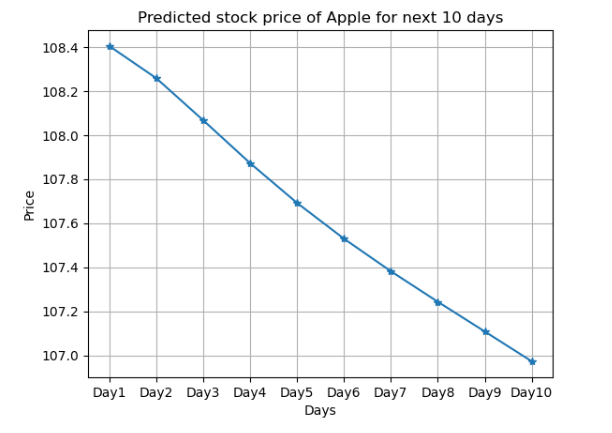 Predicted stock price of Apple for next 10 days
108.4
108.2
108.0
107.8
107.6
107.4
107.2
107.0
Price
Day1 Day2 Day3 Day4 Day5 Day6 Day7 Day8 Day9 Day10
Days